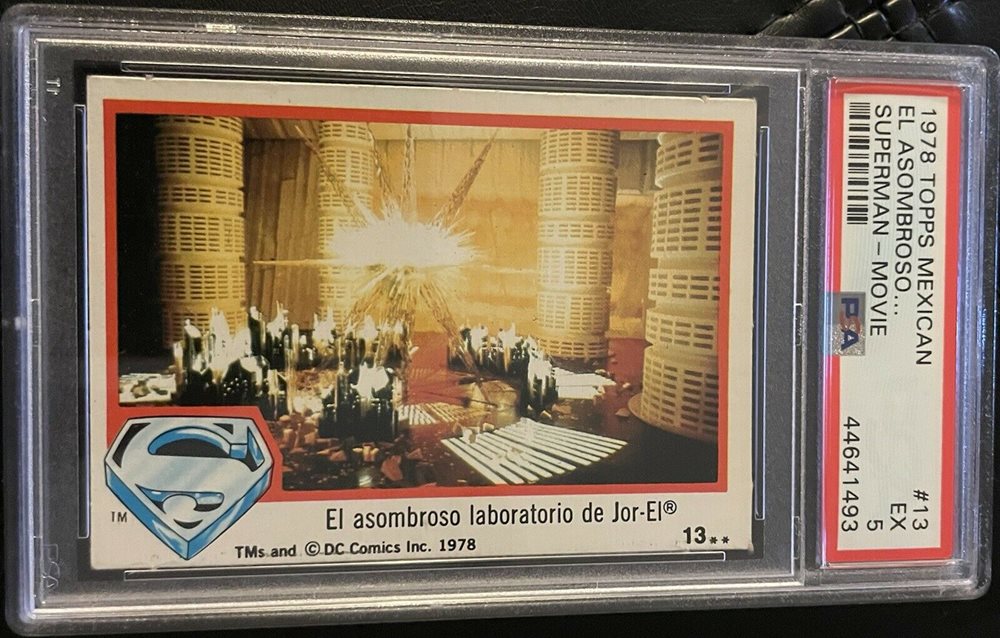 El asombroso laboratorio de Jor-El®
TM
TMs and © DC Comics Inc. 1978
13**
1978 TOPPS MEXICAN
EL ASOMBROSO...
SUPERMAN – MOVIE
PSA
#13
EX
5
44641493